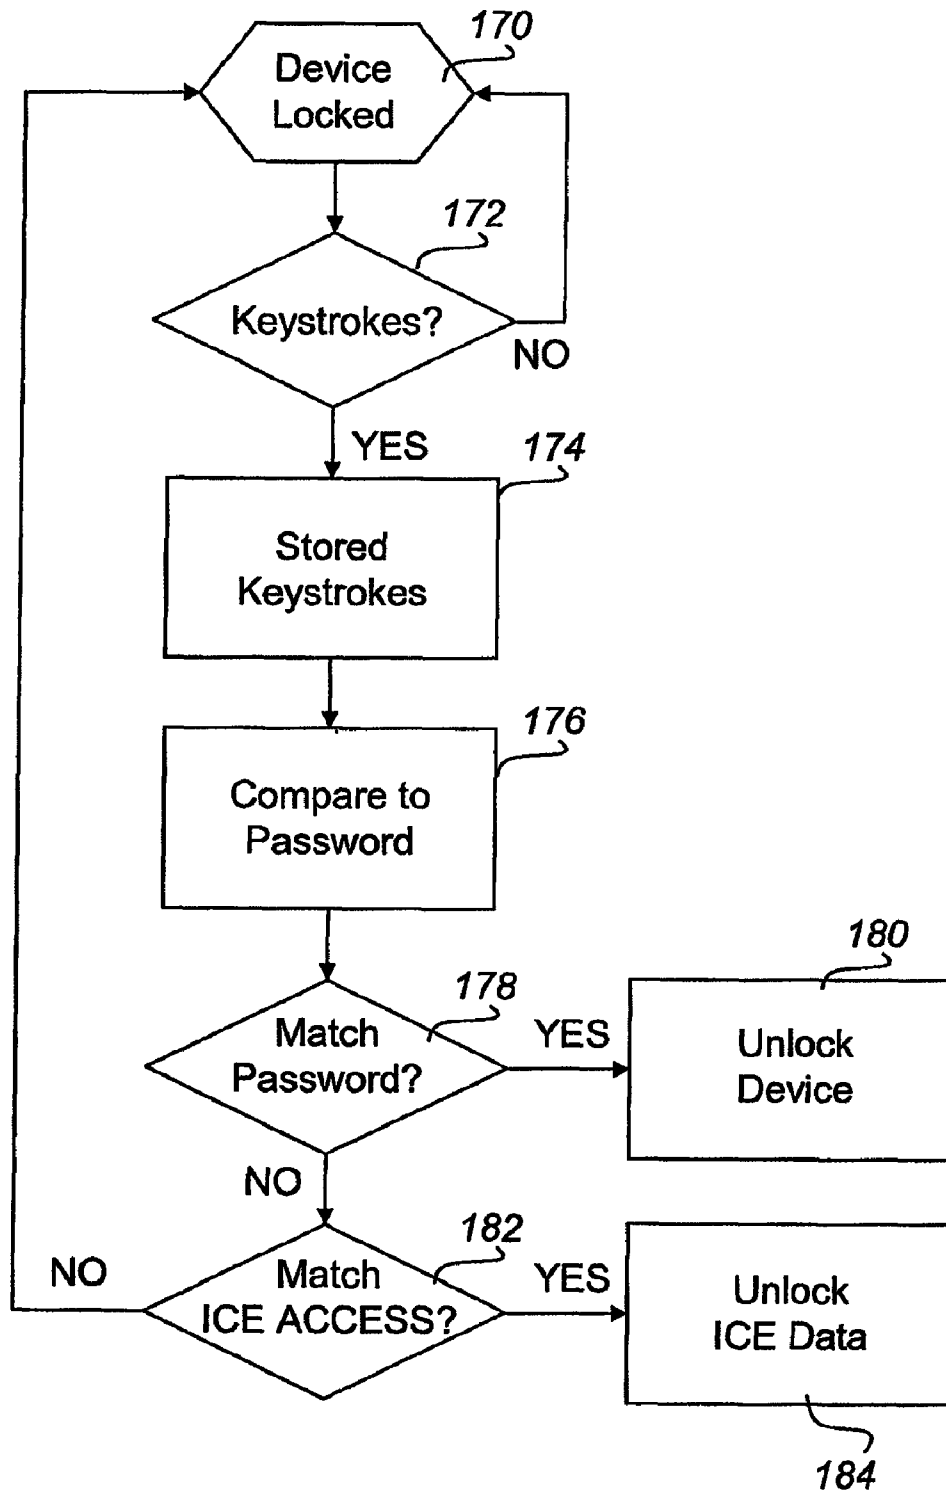 170
Device
Locked
172
Keystrokes?
NO
YES
174
Stored
Keystrokes
176
Compare to
Password
178
Match
Password?
YES
180
Unlock
Device
NO
182
Match
ICE ACCESS?
NO
YES
Unlock
ICE Data
184